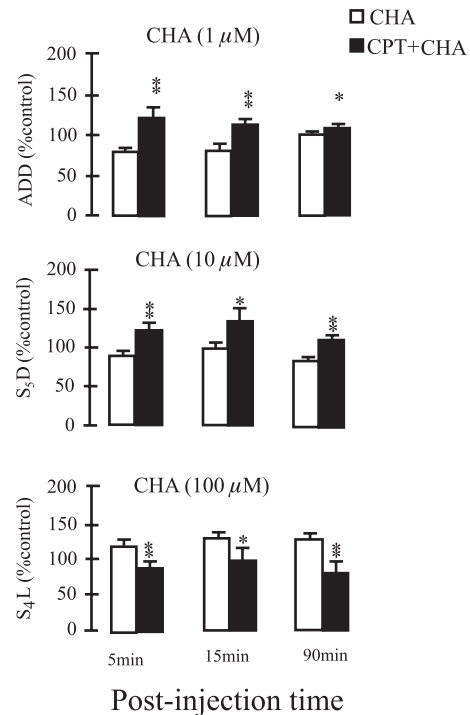 CHA
CPT+CHA
CHA (1 µM)
ADD (%control)
200
150
100
50
0
** ** *
CHA (10 µM)
S₅D (%control)
200
150
100
50
0
** * **
CHA (100 µM)
S₄L (%control)
200
150
100
50
0
** * **
5min 15min 90min
Post-injection time